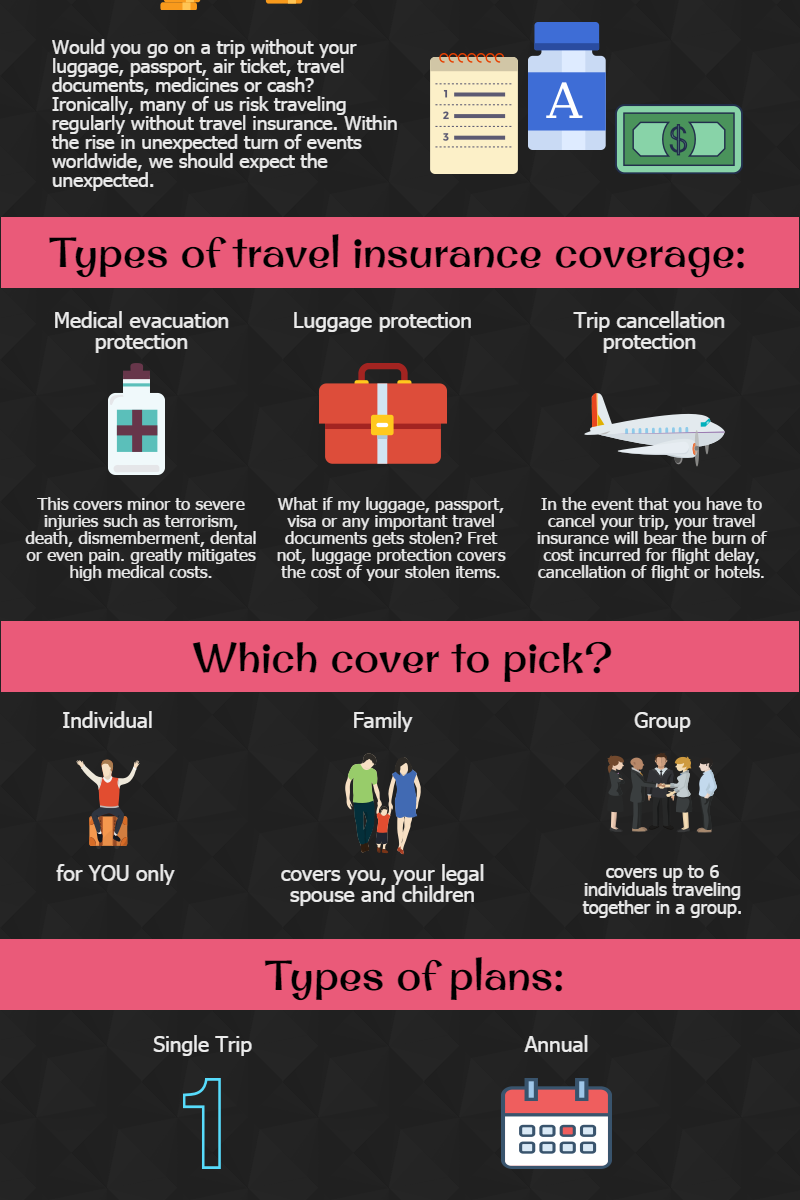 Would you go on a trip without your
luggage, passport, air ticket, travel
documents, medicines or cash?
Ironically, many of us risk traveling
regularly without travel insurance. Within
the rise in unexpected turn of events
worldwide, we should expect the
unexpected.
1
2
3
A
$
Types of travel insurance coverage:
Medical evacuation
protection
This covers minor to severe
injuries such as terrorism,
death, dismemberment, dental
or even pain. greatly mitigates
high medical costs.
Luggage protection
What if my luggage, passport,
visa or any important travel
documents gets stolen? Fret
not, luggage protection covers
the cost of your stolen items.
Trip cancellation
protection
In the event that you have to
cancel your trip, your travel
insurance will bear the burn of
cost incurred for flight delay,
cancellation of flight or hotels.
Which cover to pick?
Individual
for YOU only
Family
covers you, your legal
spouse and children
Group
covers up to 6
individuals traveling
together in a group.
Types of plans:
Single Trip
1
Annual